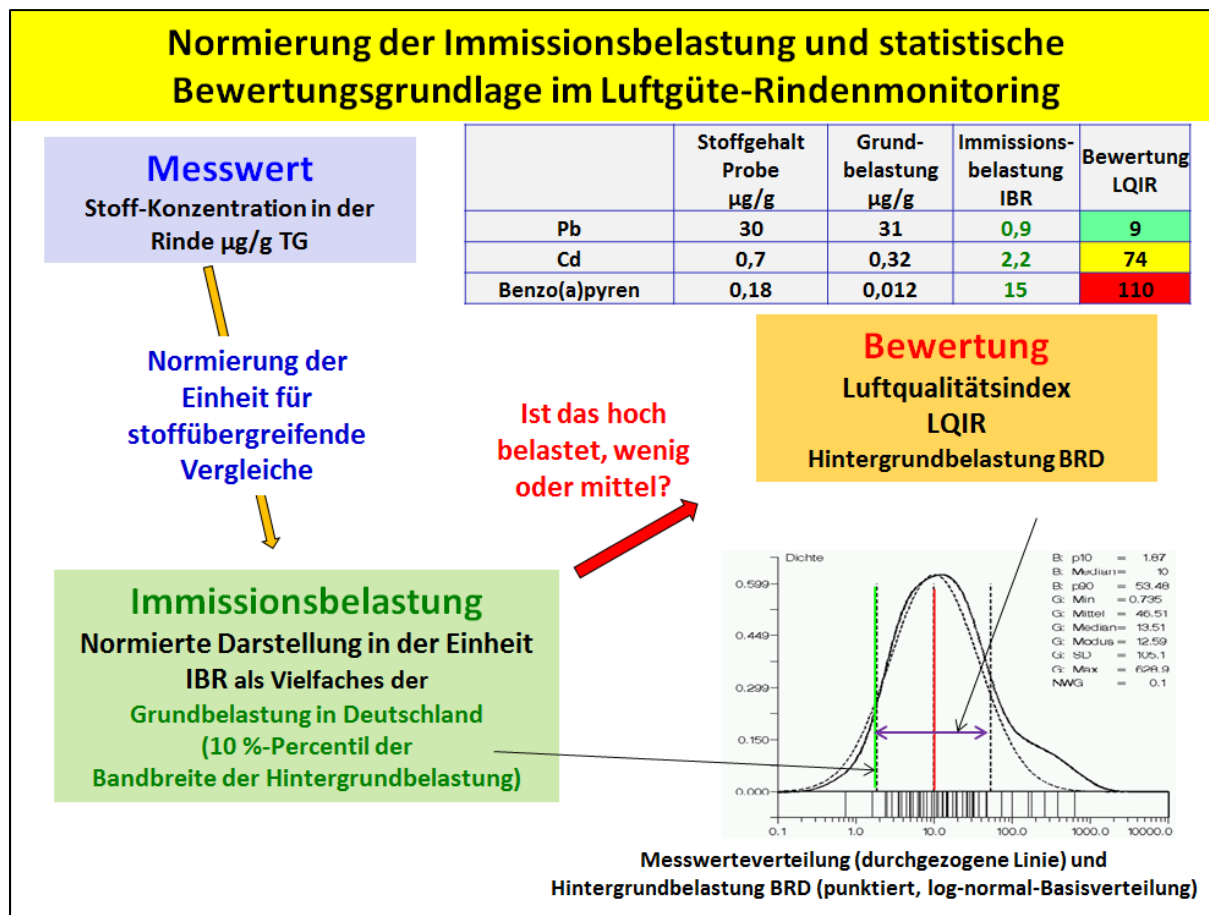 Normierung der Immissionsbelastung und statistische
Bewertungsgrundlage im Luftgüte-Rindenmonitoring
Messwert
Stoff-Konzentration in der
Rinde µg/g TG
Stoffgehalt Probe µg/g Grund-belastung µg/g Immissions-belastung IBR Bewertung LQIR
Pb 30 31 0,9 9
Cd 0,7 0,32 2,2 74
Benzo(a)pyren 0,18 0,012 15 110
Normierung der
Einheit für
stoffübergreifende
Vergleiche
Ist das hoch
belastet, wenig
oder mittel?
Bewertung
Luftqualitätsindex
LQIR
Hintergrundbelastung BRD
Immissionsbelastung
Normierte Darstellung in der Einheit
IBR als Vielfaches der
Grundbelastung in Deutschland
(10 %-Percentil der
Bandbreite der Hintergrundbelastung)
Dichte
0.599
0.449
0.299
0.150
0.000
0.1 1.0 10.0 100.0 1000.0 10000.0
B: p10 = 1.87
B: Median= 10
B: p90 = 53.48
G: Min = 0.735
G: Mittel = 46.51
G: Median= 13.51
G: Modus = 12.59
G: SD = 105.1
G: Max = 628.9
NWG = 0.1
Messwerteverteilung (durchgezogene Linie) und
Hintergrundbelastung BRD (punktiert, log-normal-Basisverteilung)